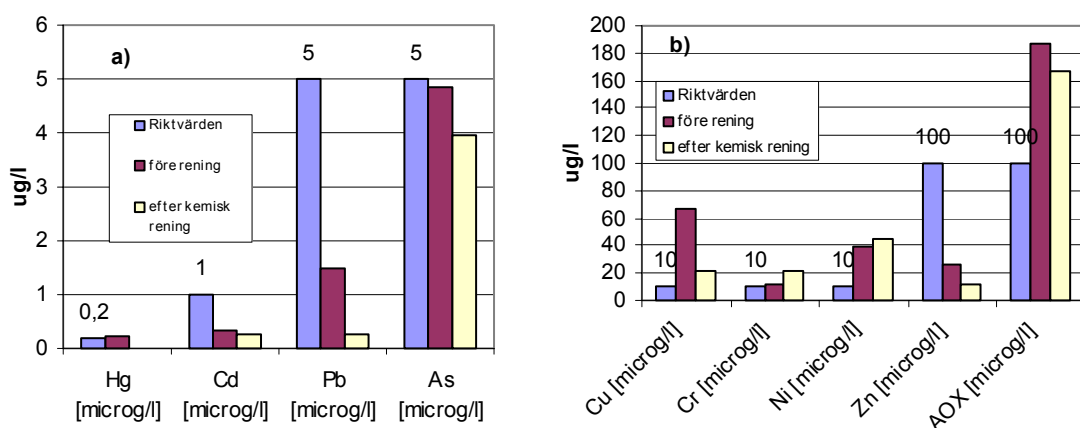 a)
ug/l
6
5
4
3
2
1
0
0,2
1
5
5
Riktvärden
före rening
efter kemisk
rening
Hg
[microg/l]
Cd
[microg/l]
Pb
[microg/l]
As
[microg/l]
b)
ug/l
200
180
160
140
120
100
80
60
40
20
0
Riktvärden
före rening
efter kemisk rening
10
10
10
100
100
Cu [microg/l]
Cr [microg/l]
Ni [microg/l]
Zn [microg/l]
AOX [microg/l]